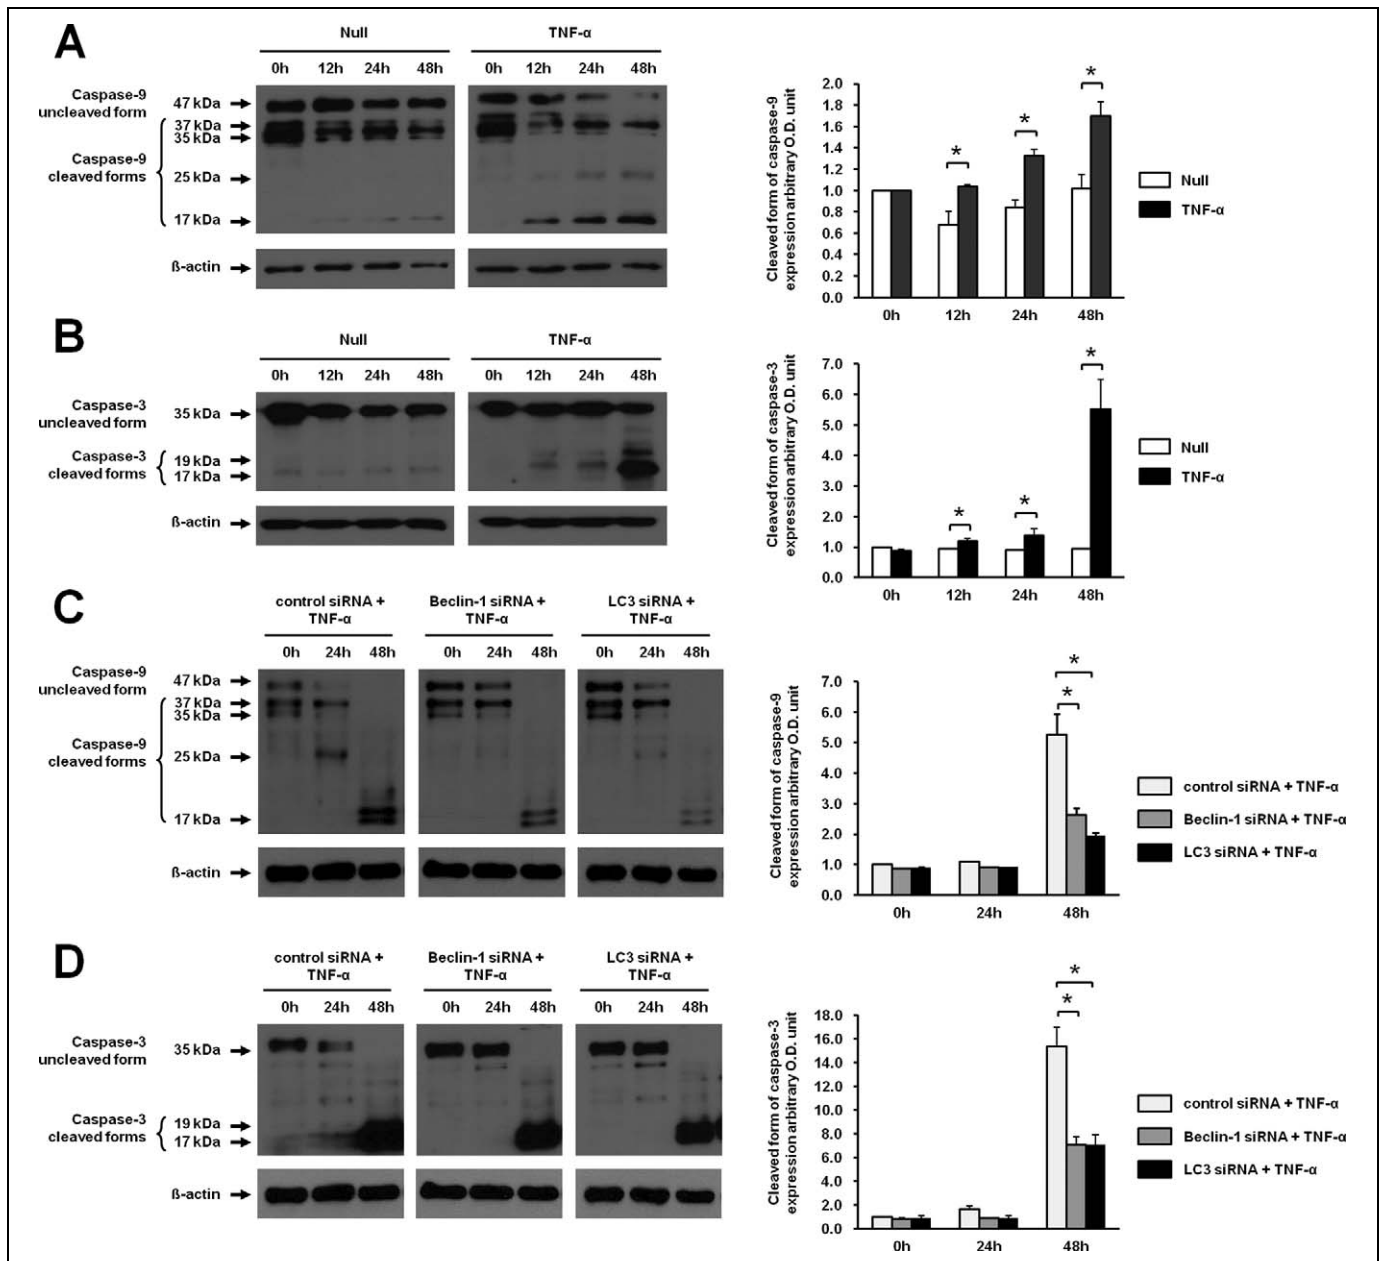 A
Null
TNF-α
0h 12h 24h 48h
0h 12h 24h 48h
Caspase-9
uncleaved form
47 kDa
37 kDa
35 kDa
Caspase-9
cleaved forms
25 kDa
17 kDa
ß-actin
Cleaved form of caspase-9
expression arbitrary O.D. unit
2.0
1.8
1.6
1.4
1.2
1.0
0.8
0.6
0.4
0.2
0.0
* * *
0h 12h 24h 48h
Null
TNF-α
B
Null
TNF-α
0h 12h 24h 48h
0h 12h 24h 48h
Caspase-3
uncleaved form
35 kDa
Caspase-3
cleaved forms
19 kDa
17 kDa
ß-actin
Cleaved form of caspase-3
expression arbitrary O.D. unit
7.0
6.0
5.0
4.0
3.0
2.0
1.0
0.0
* * *
0h 12h 24h 48h
Null
TNF-α
C
control siRNA +
TNF-α
Beclin-1 siRNA +
TNF-α
LC3 siRNA +
TNF-α
0h 24h 48h
0h 24h 48h
0h 24h 48h
Caspase-9
uncleaved form
47 kDa
37 kDa
35 kDa
Caspase-9
cleaved forms
25 kDa
17 kDa
ß-actin
Cleaved form of caspase-9
expression arbitrary O.D. unit
7.0
6.0
5.0
4.0
3.0
2.0
1.0
0.0
*
*
0h 24h 48h
control siRNA + TNF-α
Beclin-1 siRNA + TNF-α
LC3 siRNA + TNF-α
D
control siRNA +
TNF-α
Beclin-1 siRNA +
TNF-α
LC3 siRNA +
TNF-α
0h 24h 48h
0h 24h 48h
0h 24h 48h
Caspase-3
uncleaved form
35 kDa
Caspase-3
cleaved forms
19 kDa
17 kDa
ß-actin
Cleaved form of caspase-3
expression arbitrary O.D. unit
18.0
16.0
14.0
12.0
10.0
8.0
6.0
4.0
2.0
0.0
*
*
0h 24h 48h
control siRNA + TNF-α
Beclin-1 siRNA + TNF-α
LC3 siRNA + TNF-α